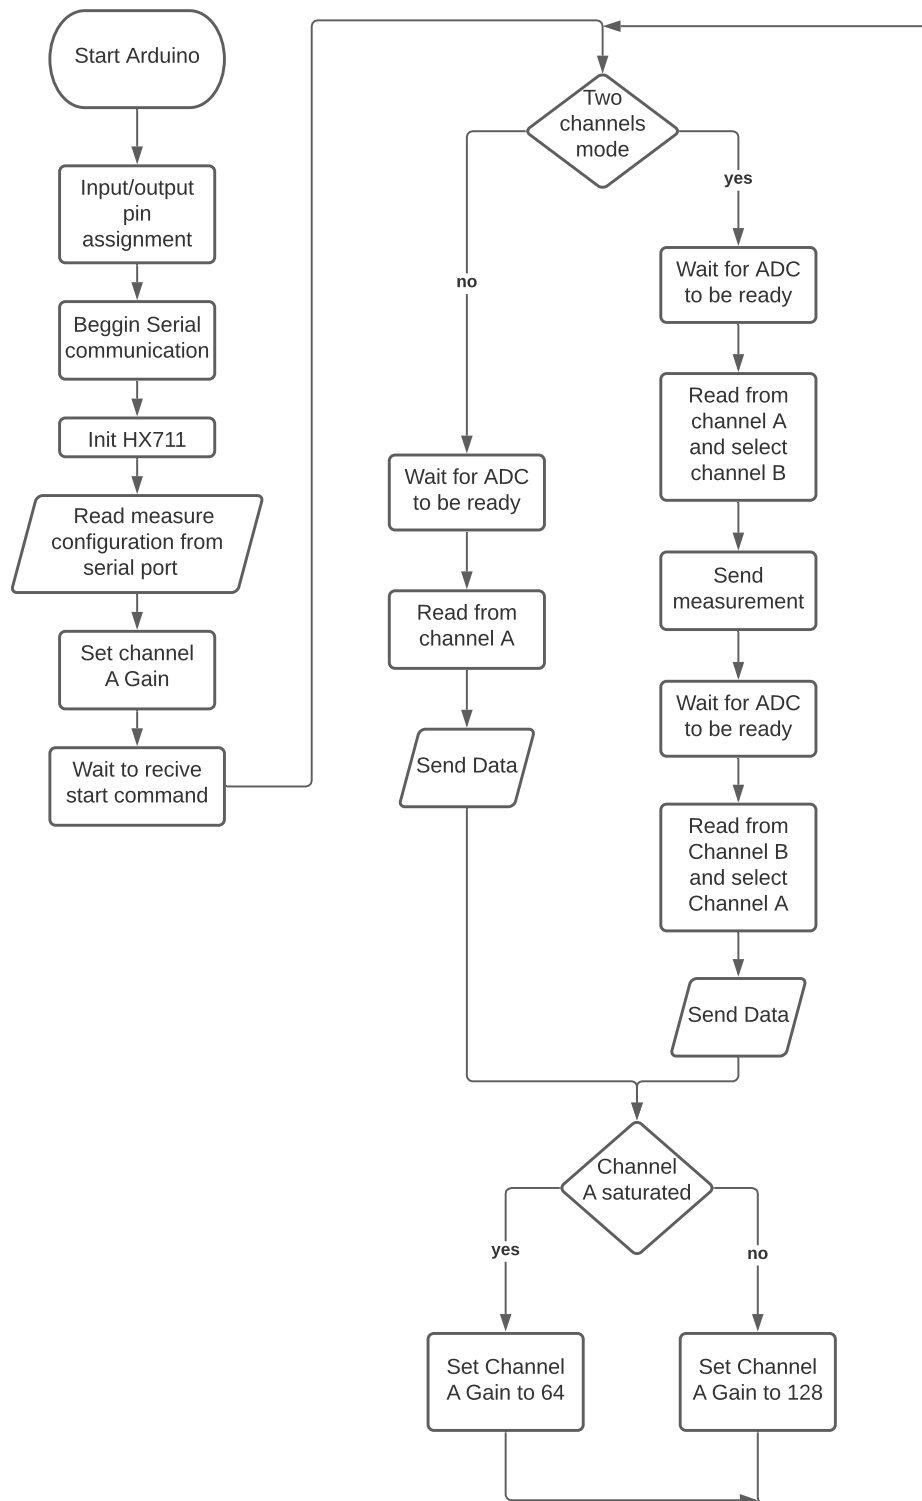 Start Arduino
Input/output
pin
assignment
Beggin Serial
communication
Init HX711
Read measure
configuration from
serial port
Set channel
A Gain
Wait to recive
start command
Two
channels
mode
no
yes
Wait for ADC
to be ready
Read from
channel A
Send Data
Wait for ADC
to be ready
Read from
channel A
and select
channel B
Send
measurement
Wait for ADC
to be ready
Read from
Channel B
and select
Channel A
Send Data
Channel
A saturated
yes
no
Set Channel
A Gain to 64
Set Channel
A Gain to 128